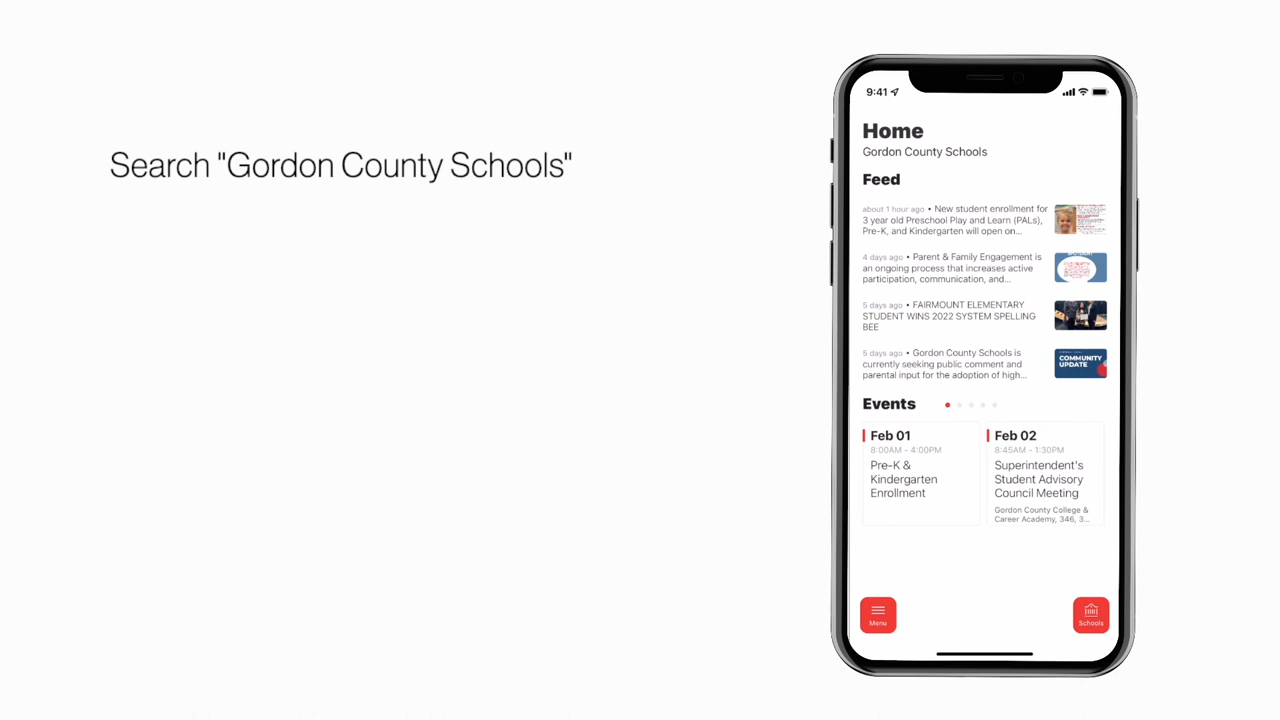 Search "Gordon County Schools"
9:41
Home
Gordon County Schools
Feed
about 1 hour ago • New student enrollment for
3 year old Preschool Play and Learn (PALs),
Pre-K, and Kindergarten will open on...
4 days ago • Parent & Family Engagement is
an ongoing process that increases active
participation, communication, and...
5 days ago • FAIRMOUNT ELEMENTARY
STUDENT WINS 2022 SYSTEM SPELLING
BEE
5 days ago • Gordon County Schools is
currently seeking public comment and
parental input for the adoption of high...
COMMUNITY
UPDATE
Events
Feb 01
8:00AM - 4:00PM
Pre-K &
Kindergarten
Enrollment
Feb 02
8:45AM - 1:30PM
Superintendent's
Student Advisory
Council Meeting
Gordon County College &
Career Academy, 346, 3...
Menu
Schools